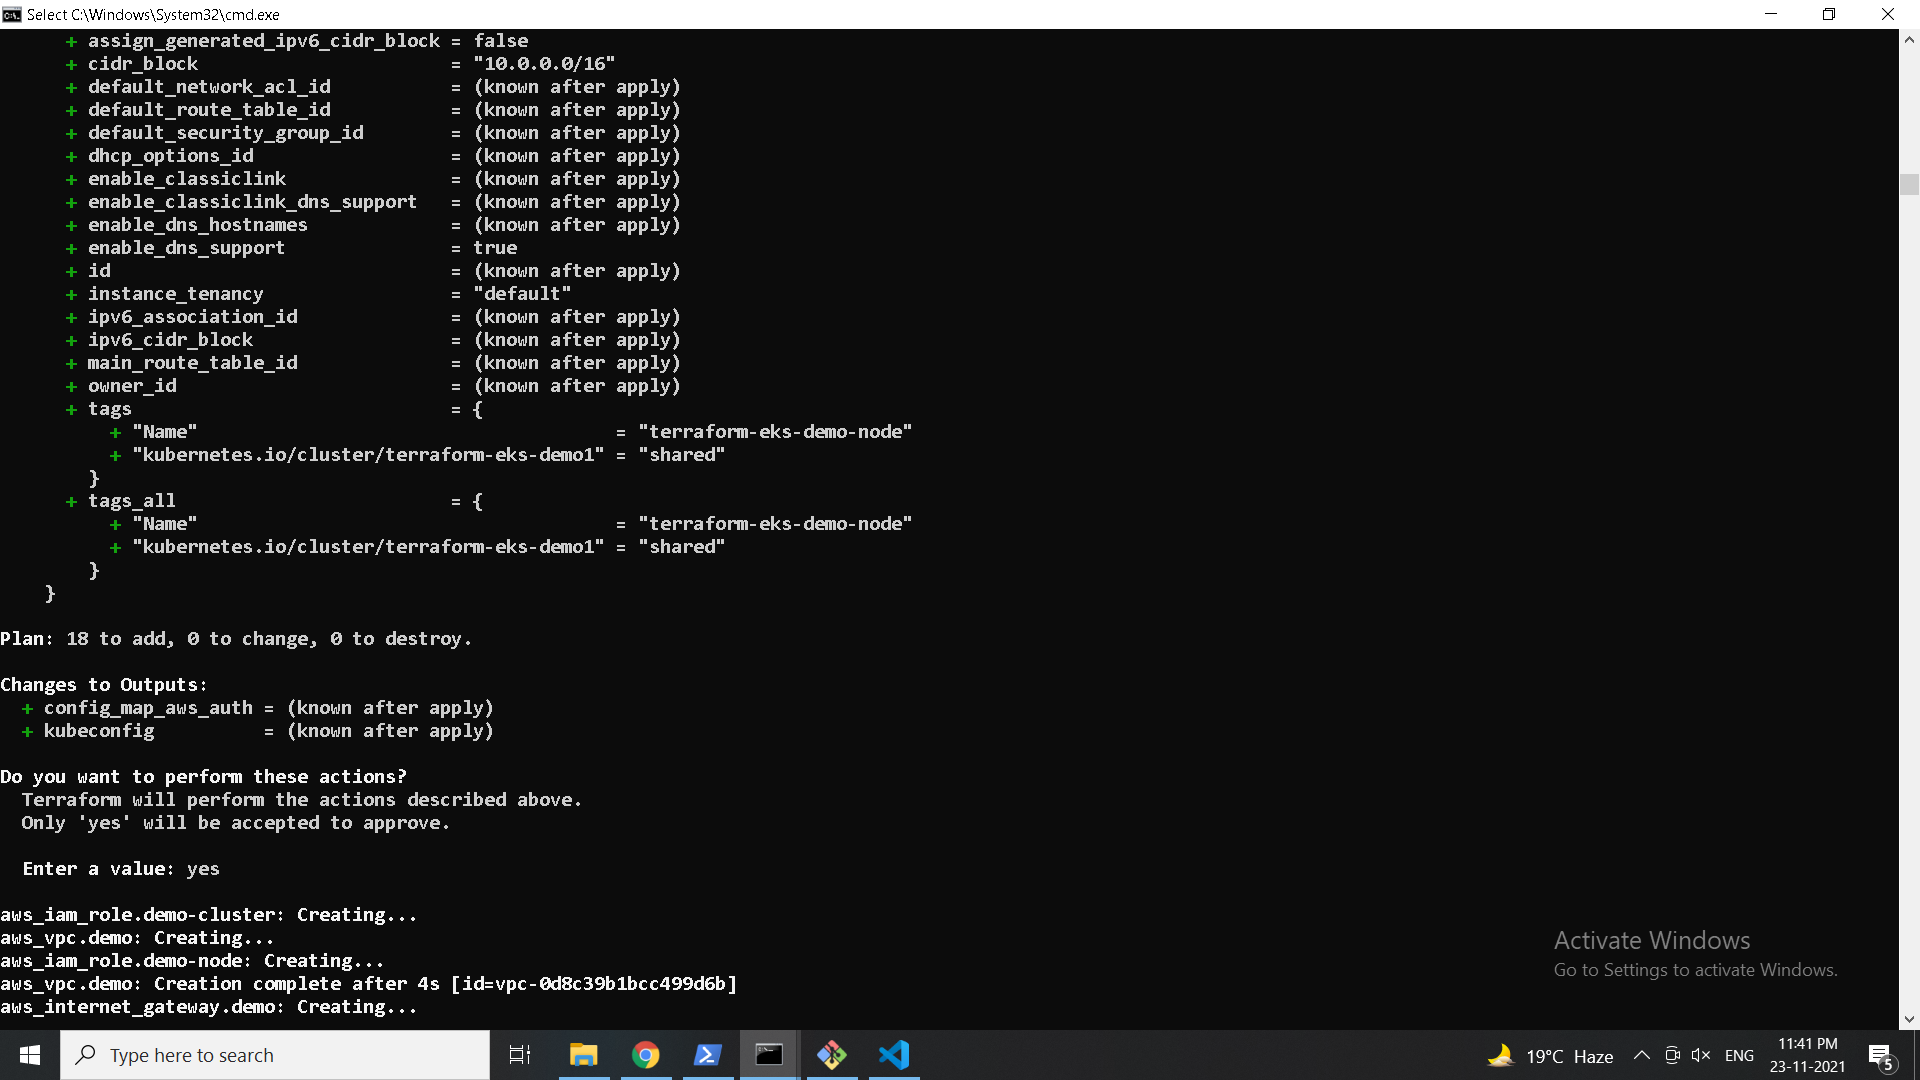 Select C:\Windows\System32\cmd.exe
+ assign_generated_ipv6_cidr_block = false
+ cidr_block = "10.0.0.0/16"
+ default_network_acl_id = (known after apply)
+ default_route_table_id = (known after apply)
+ default_security_group_id = (known after apply)
+ dhcp_options_id = (known after apply)
+ enable_classiclink = (known after apply)
+ enable_classiclink_dns_support = (known after apply)
+ enable_dns_hostnames = (known after apply)
+ enable_dns_support = true
+ id = (known after apply)
+ instance_tenancy = "default"
+ ipv6_association_id = (known after apply)
+ ipv6_cidr_block = (known after apply)
+ main_route_table_id = (known after apply)
+ owner_id = (known after apply)
+ tags = {
+ "Name" = "terraform-eks-demo-node"
+ "kubernetes.io/cluster/terraform-eks-demo1" = "shared"
}
+ tags_all = {
+ "Name" = "terraform-eks-demo-node"
+ "kubernetes.io/cluster/terraform-eks-demo1" = "shared"
}
}
Plan: 18 to add, 0 to change, 0 to destroy.
Changes to Outputs:
+ config_map_aws_auth = (known after apply)
+ kubeconfig = (known after apply)
Do you want to perform these actions?
Terraform will perform the actions described above.
Only 'yes' will be accepted to approve.
Enter a value: yes
aws_iam_role.demo-cluster: Creating...
aws_vpc.demo: Creating...
aws_iam_role.demo-node: Creating...
aws_vpc.demo: Creation complete after 4s [id=vpc-0d8c39b1bcc499d6b]
aws_internet_gateway.demo: Creating...
Activate Windows
Go to Settings to activate Windows.
Type here to search
19°C Haze
ENG
11:41 PM
23-11-2021
5